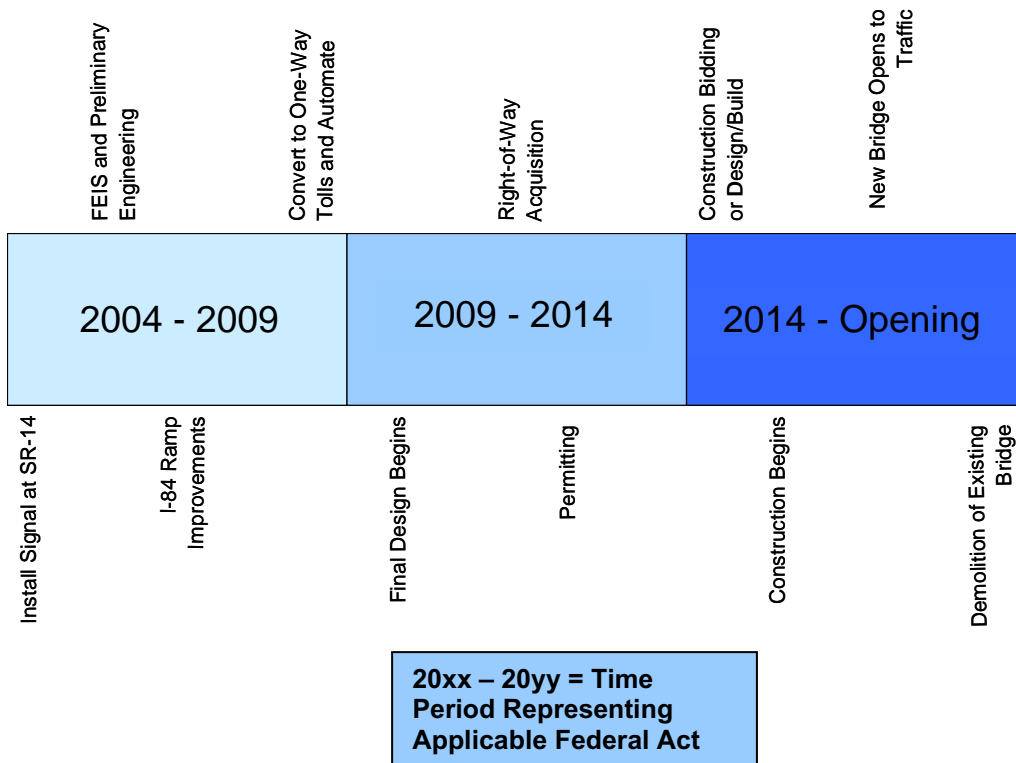 FEIS and Preliminary
Engineering
Convert to One-Way
Tolls and Automate
Right-of-Way
Acquisition
Construction Bidding
or Design/Build
New Bridge Opens to
Traffic
2004 - 2009
2009 - 2014
2014 - Opening
Install Signal at SR-14
I-84 Ramp
Improvements
Final Design Begins
Permitting
Construction Begins
Demolition of Existing
Bridge
20xx – 20yy = Time
Period Representing
Applicable Federal Act